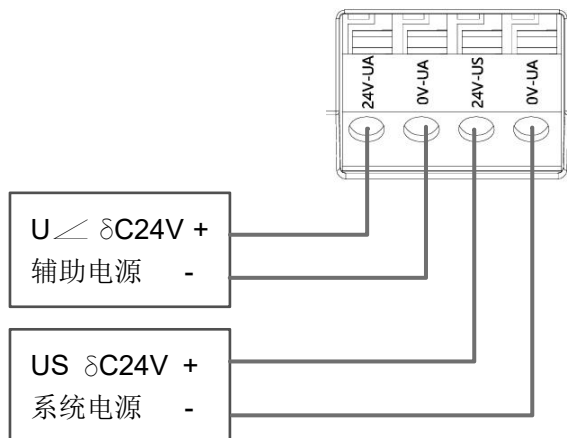 24V-UA
0V-UA
24V-US
0V-UA
U∠ δC24V +
辅助电源 -
US δC24V +
系统电源 -